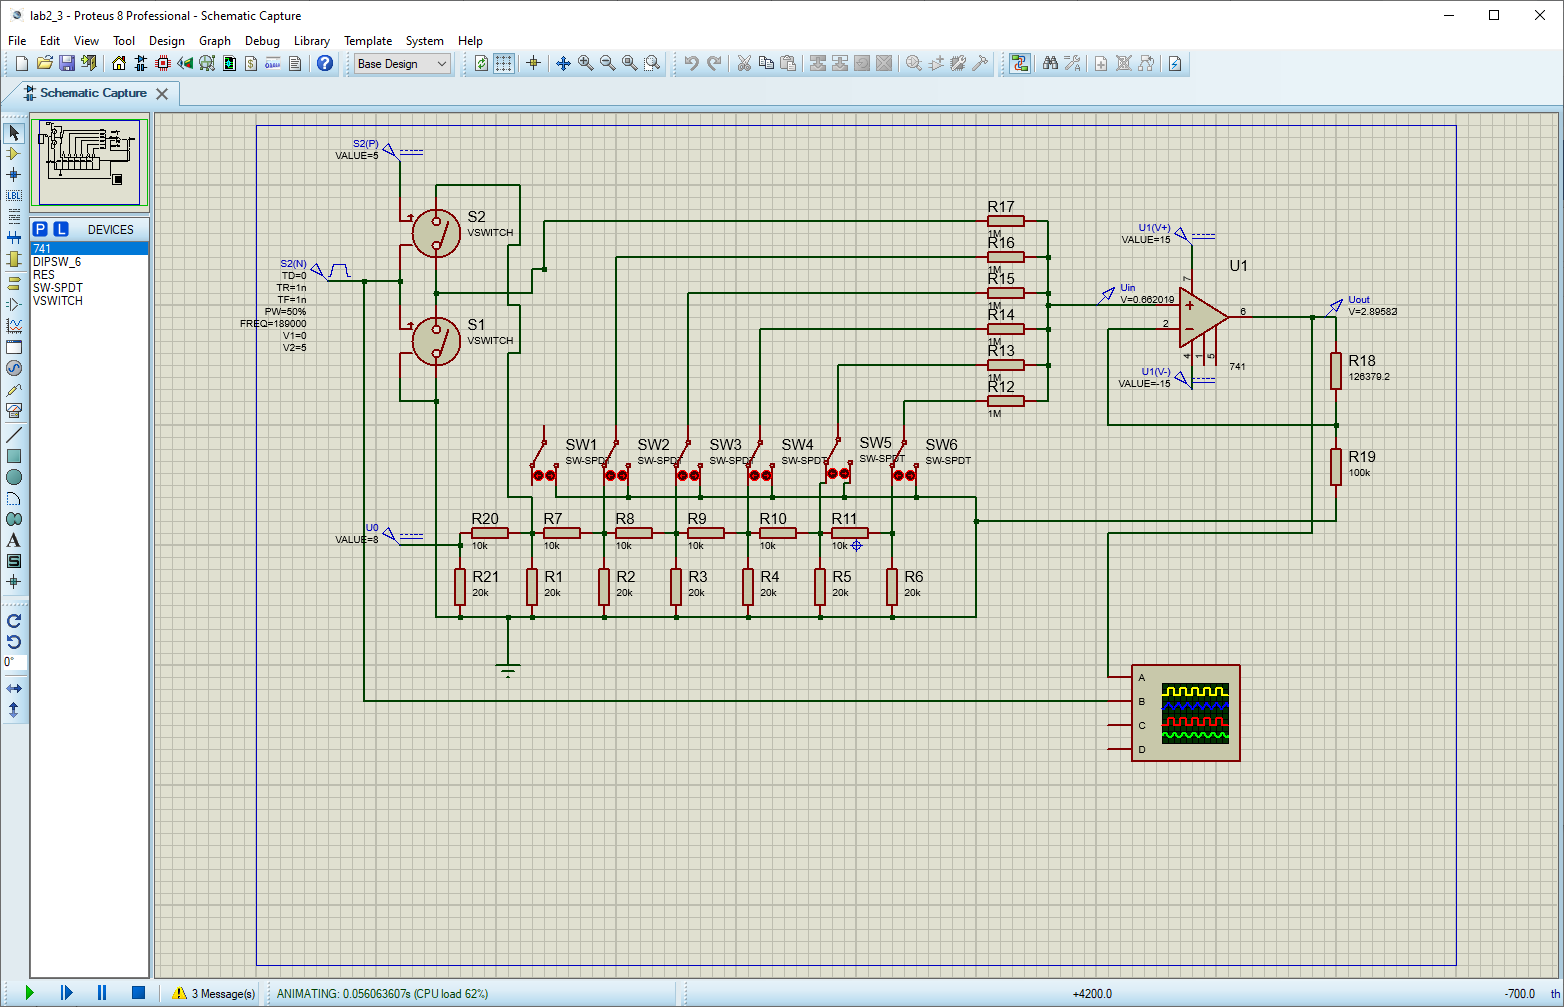 lab2_3 - Proteus 8 Professional - Schematic Capture
File Edit View Tool Design Graph Debug Library Template System Help
Base Design
Schematic Capture
P L DEVICES
741
DIPSW_6
RES
SW-SPDT
VSWITCH
LBL
A
S
0°
S2(P)
VALUE=5
S2
VSWITCH
S2(N)
TD=0
TR=1n
TF=1n
PW=50%
FREQ=189000
V1=0
V2=5
S1
VSWITCH
R17
1M
R16
1M
R15
1M
R14
1M
R13
1M
R12
1M
U1(V+)
VALUE=15
U1
Uin
V=0.662019
7
2
6
4
1
5
741
U1(V-)
VALUE=-15
Uout
V=2.89582
R18
126379.2
R19
100k
SW1
SW-SPDT
SW2
SW-SPDT
SW3
SW-SPDT
SW4
SW-SPDT
SW5
SW-SPDT
SW6
SW-SPDT
U0
VALUE=8
R20
10k
R7
10k
R8
10k
R9
10k
R10
10k
R11
10k
R21
20k
R1
20k
R2
20k
R3
20k
R4
20k
R5
20k
R6
20k
A
B
C
D
3 Message(s)
ANIMATING: 0.056063607s (CPU load 62%)
+4200.0
-700.0
th